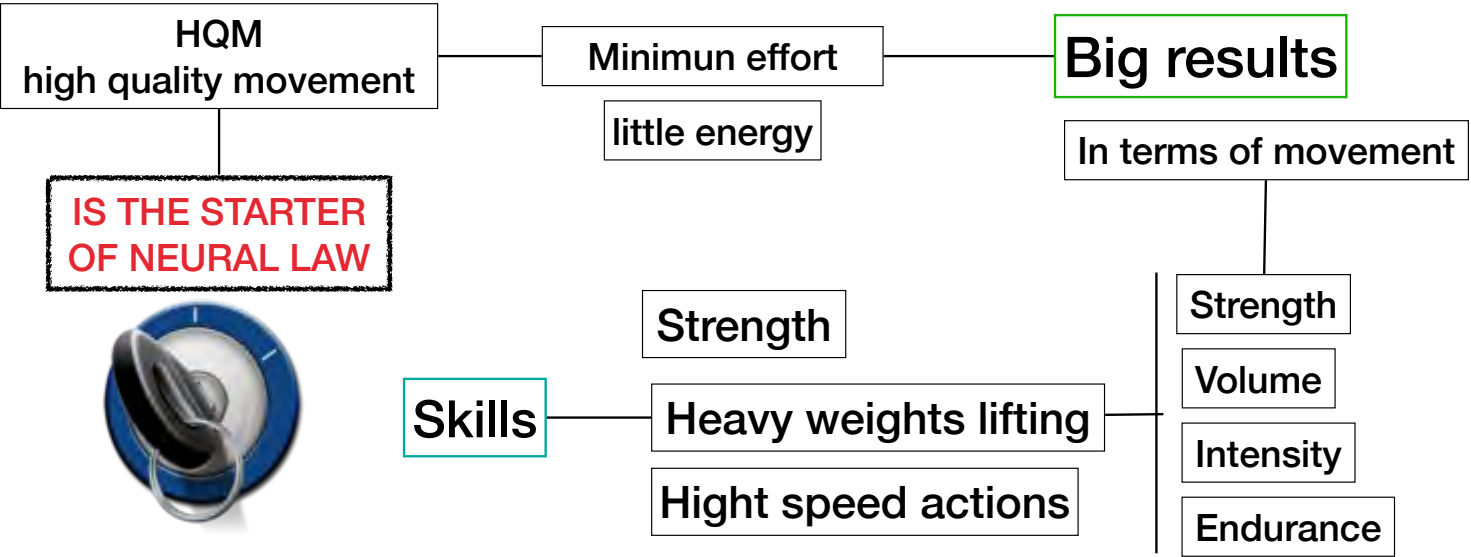 HQM
high quality movement
Minimun effort
Big results
little energy
In terms of movement
IS THE STARTER
OF NEURAL LAW
Strength
Strength
Volume
Skills
Heavy weights lifting
Intensity
Hight speed actions
Endurance